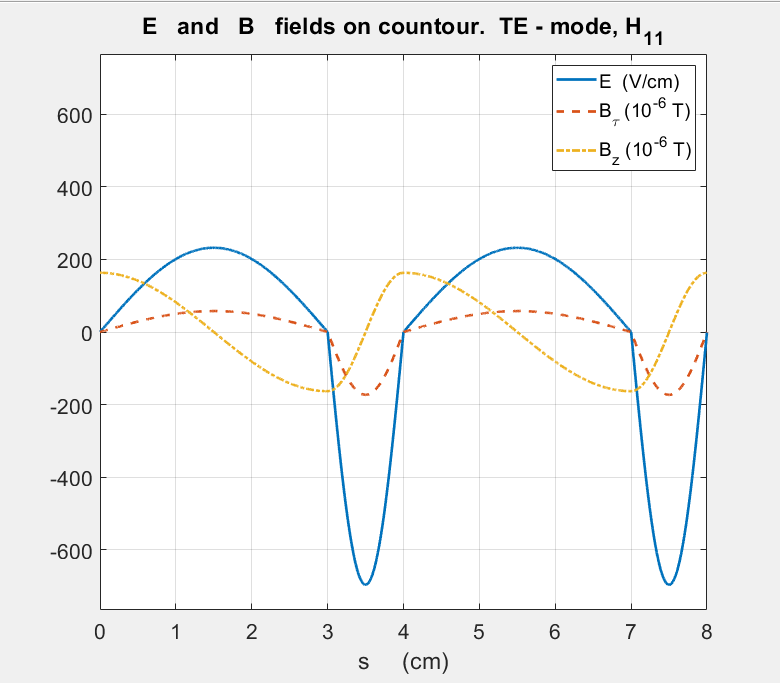 E and B fields on countour. TE - mode, H11
E (V/cm)
Bτ (10-6 T)
Bz (10-6 T)
600
400
200
0
-200
-400
-600
0 1 2 3 4 5 6 7 8
s (cm)